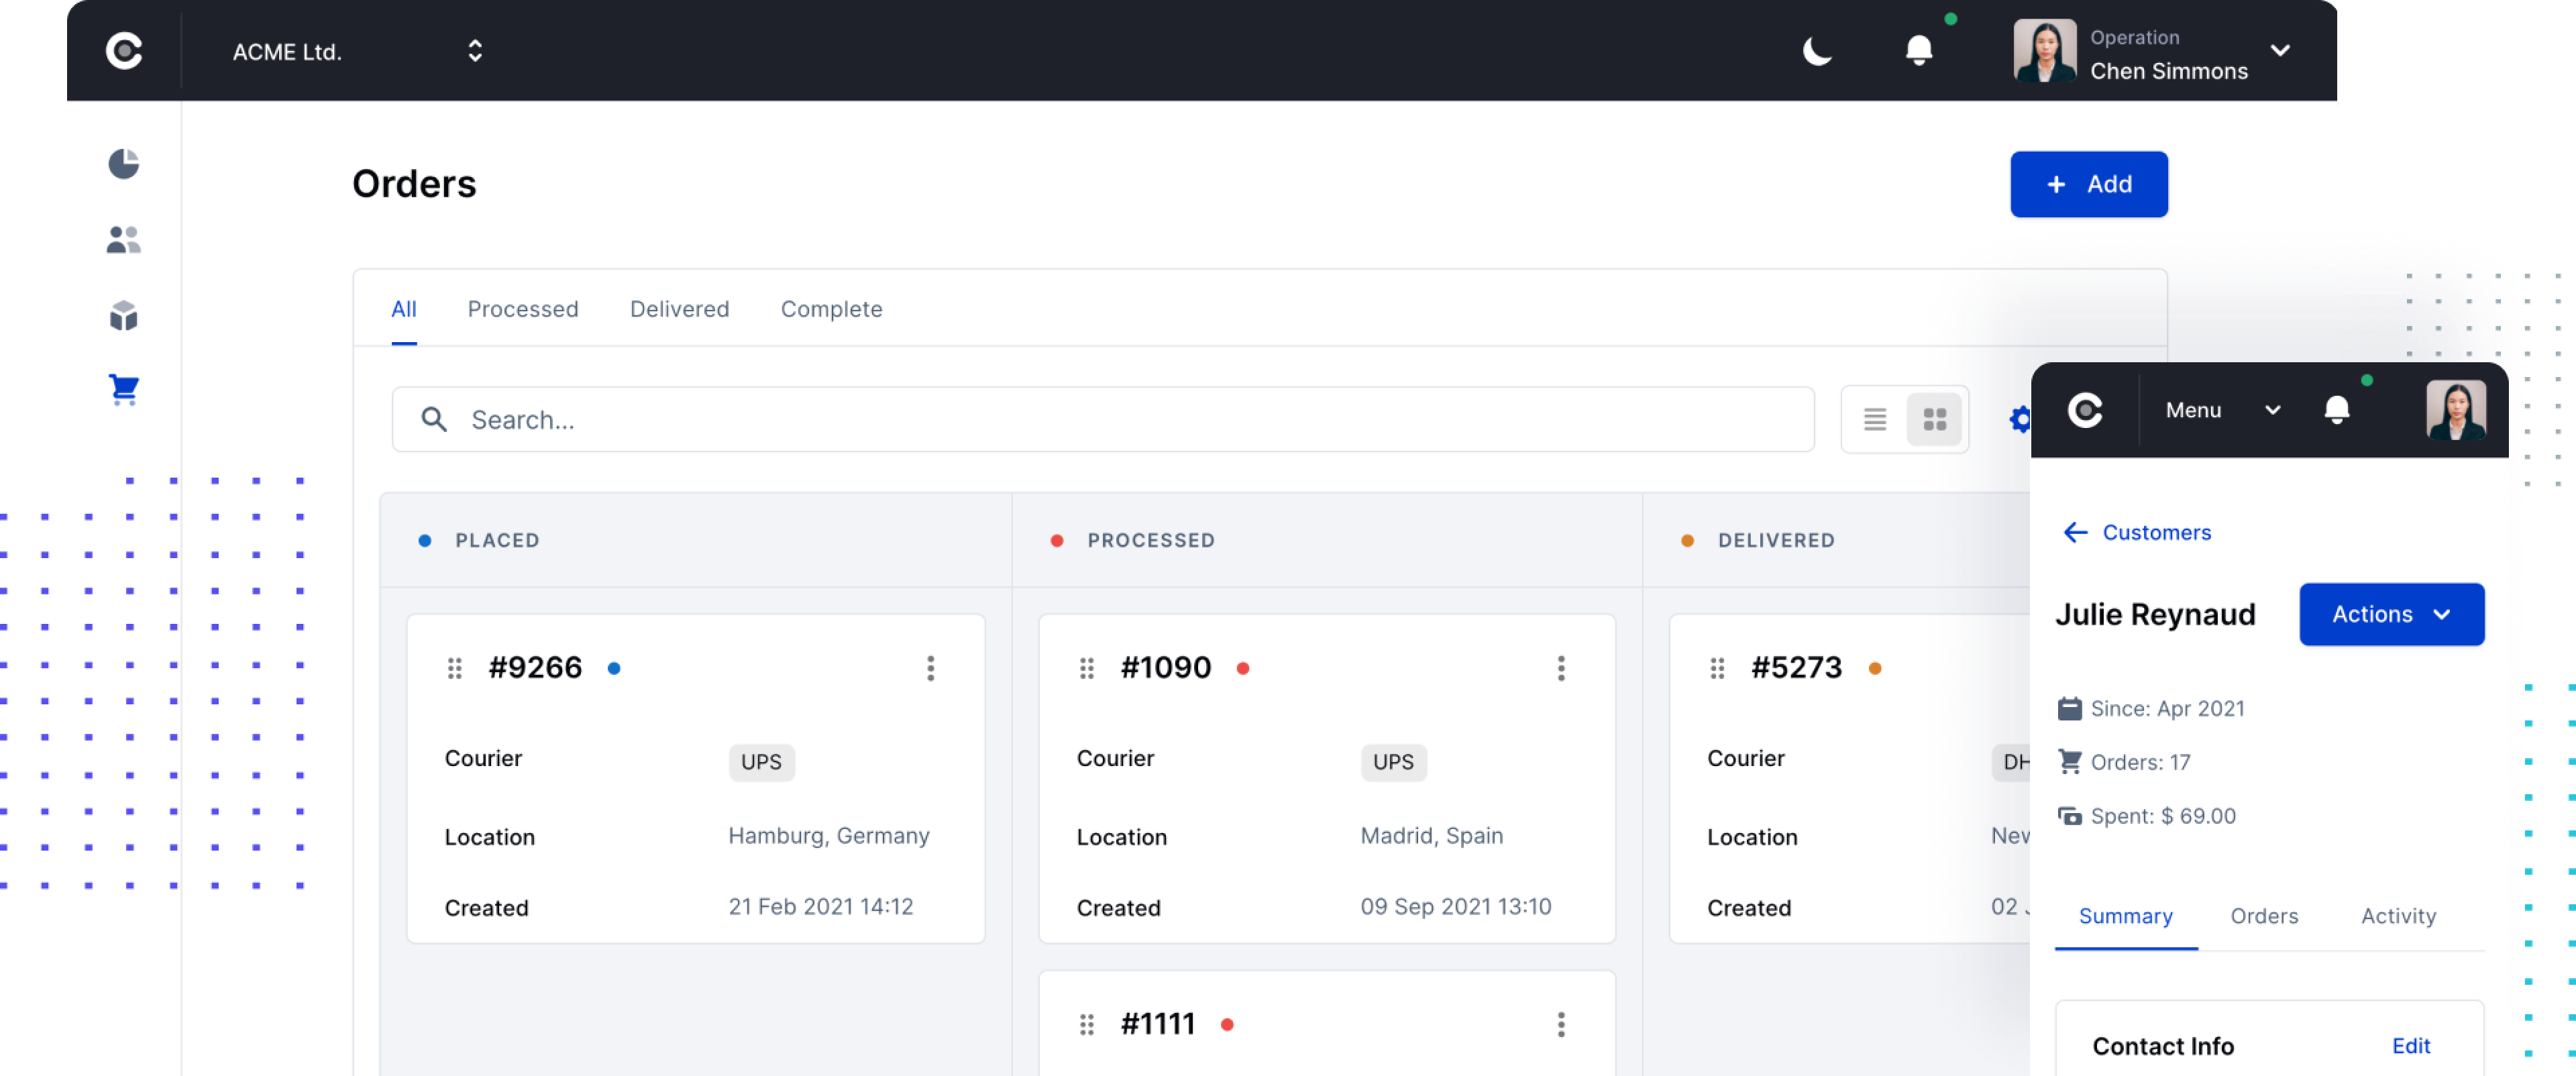 ACME Ltd.
Operation
Chen Simmons
Orders
+ Add
All Processed Delivered Complete
Search...
PLACED
#9266
Courier UPS
Location Hamburg, Germany
Created 21 Feb 2021 14:12
PROCESSED
#1090
Courier UPS
Location Madrid, Spain
Created 09 Sep 2021 13:10
#1111
DELIVERED
#5273
Courier
Location
Created 02
Menu
Customers
Julie Reynaud
Actions
Since: Apr 2021
Orders: 17
Spent: $ 69.00
Summary Orders Activity
Contact Info Edit